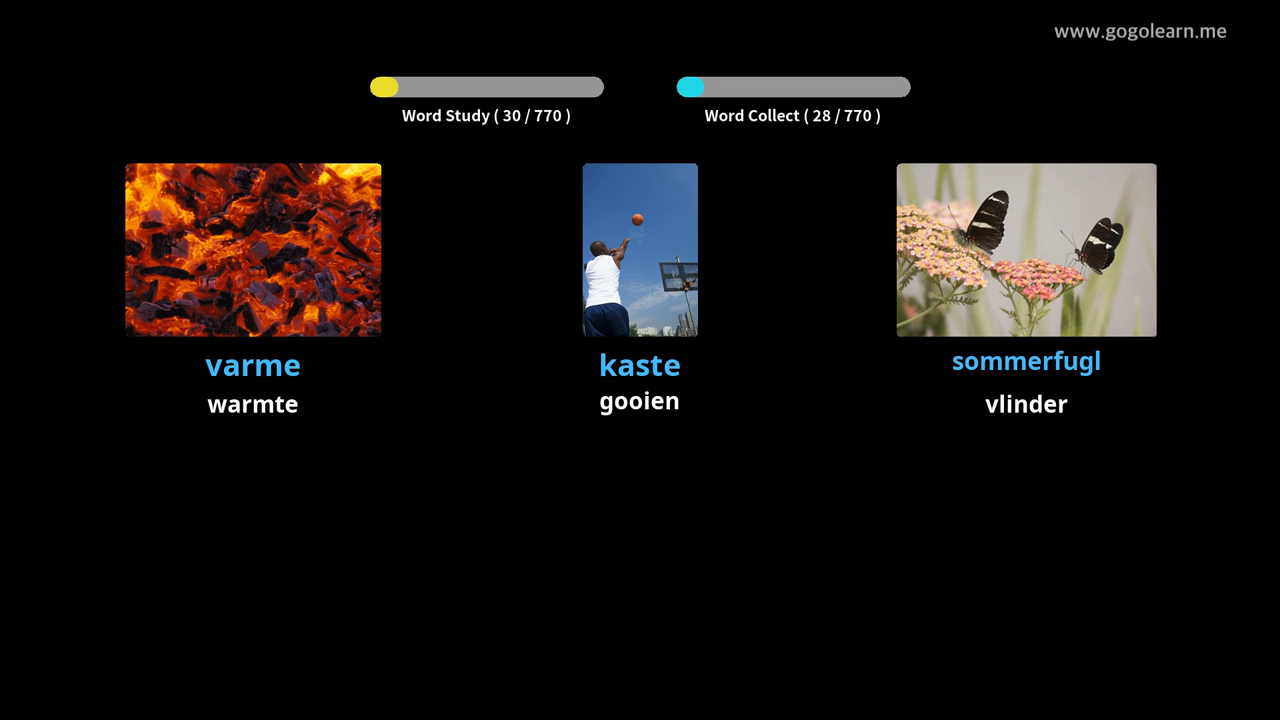 www.gogolearn.me
Word Study ( 30 / 770 )
Word Collect ( 28 / 770 )
varme
warmte
kaste
gooien
sommerfugl
vlinder